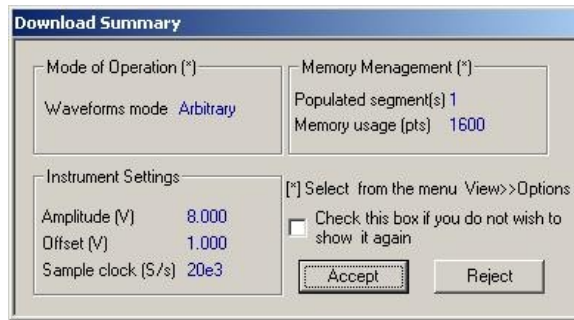 Download Summary
Mode of Operation (*)
Waveforms mode Arbitrary
Memory Menagement (*)
Populated segment(s) 1
Memory usage (pts) 1600
Instrument Settings
Amplitude (V) 8.000
Offset (V) 1.000
Sample clock (S/s) 20e3
[*] Select from the menu View>>Options
Check this box if you do not wish to
show it again
Accept
Reject